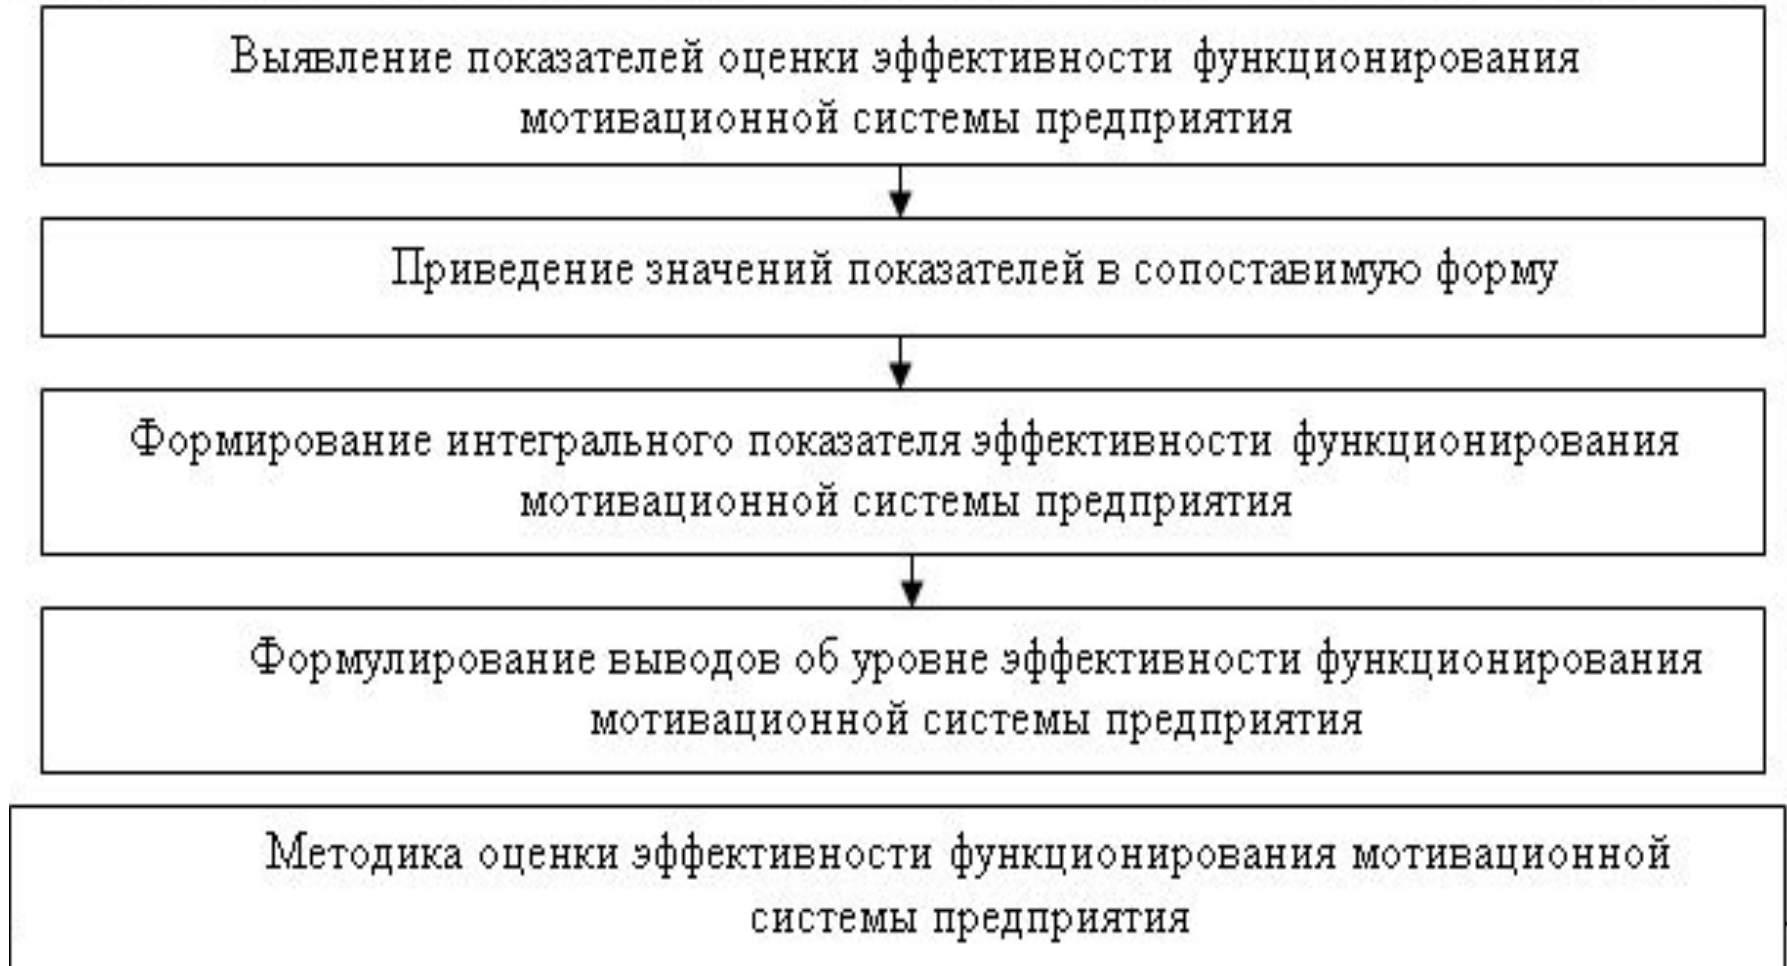 Выявление показателей оценки эффективности функционирования
мотивационной системы предприятия
Приведение значений показателей в сопоставимую форму
Формирование интегрального показателя эффективности функционирования
мотивационной системы предприятия
Формулирование выводов об уровне эффективности функционирования
мотивационной системы предприятия
Методика оценки эффективности функционирования мотивационной
системы предприятия